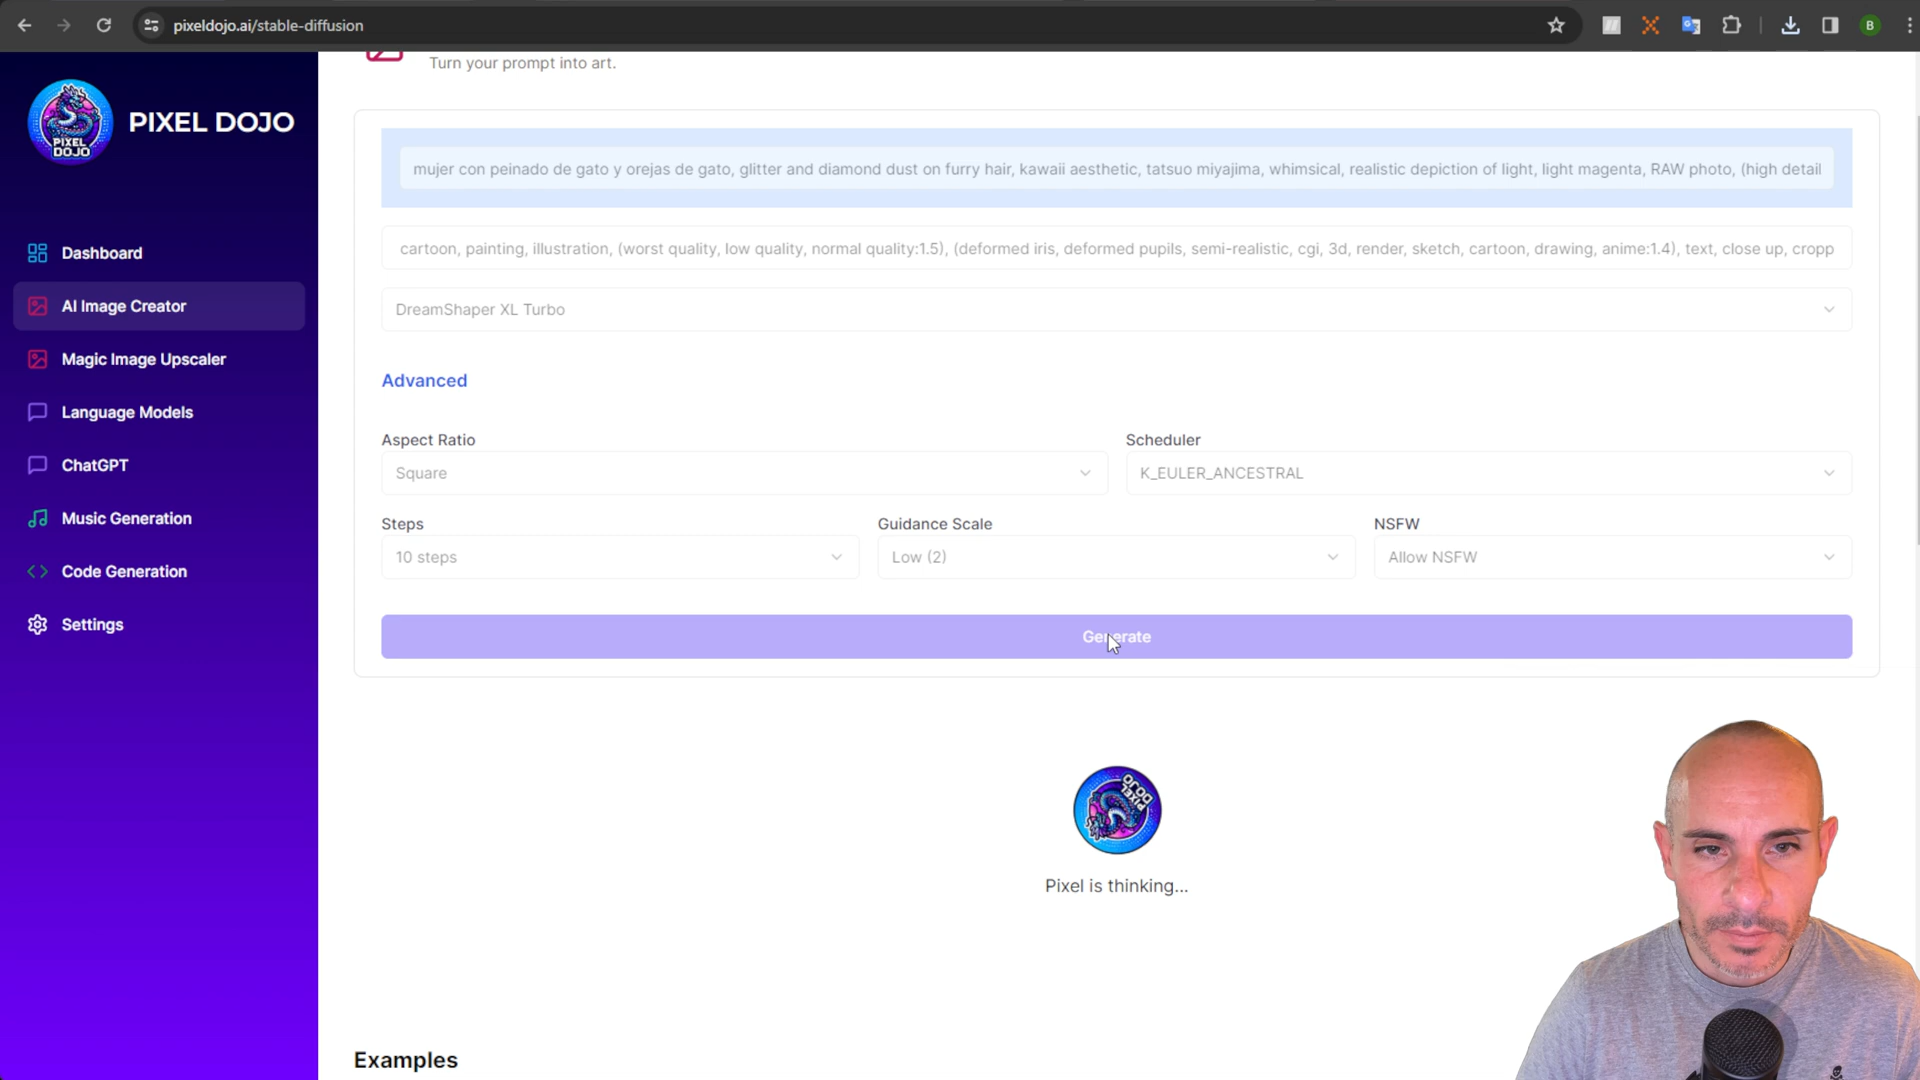 pixeldojo.ai/stable-diffusion
B
PIXEL DOJO
PIXEL
DOJO
Turn your prompt into art.
mujer con peinado de gato y orejas de gato, glitter and diamond dust on furry hair, kawaii aesthetic, tatsuo miyajima, whimsical, realistic depiction of light, light magenta, RAW photo, (high detail
cartoon, painting, illustration, (worst quality, low quality, normal quality:1.5), (deformed iris, deformed pupils, semi-realistic, cgi, 3d, render, sketch, cartoon, drawing, anime:1.4), text, close up, cropp
DreamShaper XL Turbo
Advanced
Aspect Ratio
Scheduler
Square
K_EULER_ANCESTRAL
Steps
Guidance Scale
NSFW
10 steps
Low (2)
Allow NSFW
Generate
Dashboard
AI Image Creator
Magic Image Upscaler
Language Models
ChatGPT
Music Generation
Code Generation
Settings
PIXEL
DOJO
Pixel is thinking...
Examples